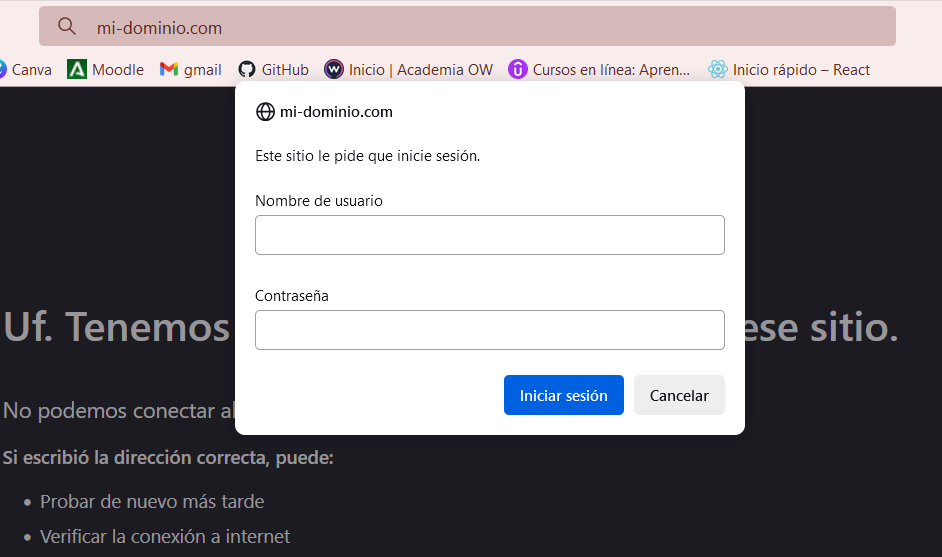 mi-dominio.com
Canva Moodle gmail GitHub Inicio | Academia OW Cursos en línea: Apren... Inicio rápido – React
mi-dominio.com
Este sitio le pide que inicie sesión.
Nombre de usuario
Contraseña
Iniciar sesión Cancelar
Uf. Tenemos ese sitio.
No podemos conectar al
Si escribió la dirección correcta, puede:
Probar de nuevo más tarde
Verificar la conexión a internet